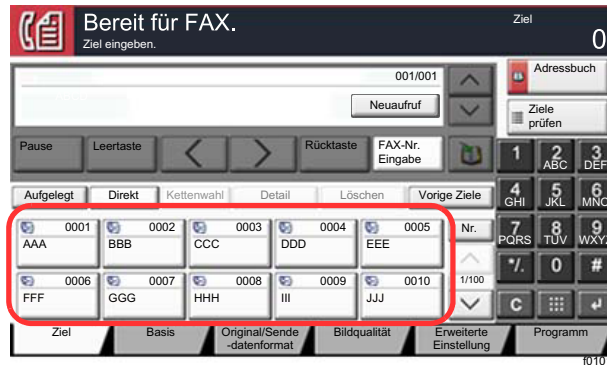 Bereit für FAX.
Ziel eingeben.
Ziel
0
001/001
Neuaufruf
Adressbuch
Ziele
prüfen
Pause
Leertaste
Rücktaste
FAX-Nr.
Eingabe
1
2
ABC
3
DEF
Aufgelegt
Direkt
Kettenwahl
Detail
Löschen
Vorige Ziele
4
GHI
5
JKL
6
MNO
0001
AAA
0002
BBB
0003
CCC
0004
DDD
0005
EEE
Nr.
7
PQRS
8
TUV
9
WXYZ
0006
FFF
0007
GGG
0008
HHH
0009
III
0010
JJJ
1/100
*/.
0
#
C
Ziel
Basis
Original/Sende
-datenformat
Bildqualität
Erweiterte
Einstellung
Programm
f010